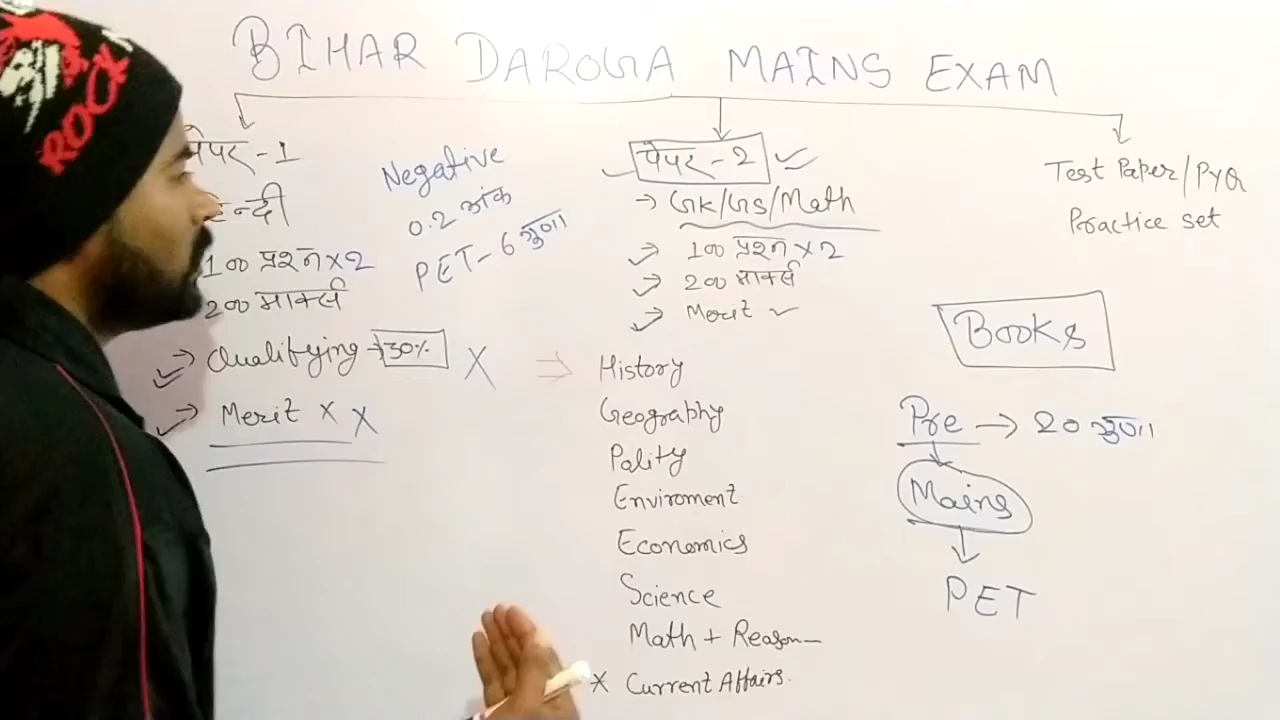 BIHAR DAROGA MAINS EXAM
पेपर - 1
हिन्दी
100 प्रश्न × 2
200 मार्क्स
→ Qualifying → 30% ×
→ Merit × ×
Negative
0.2 अंक
PET - 6 गुणा
पेपर - 2
→ GK/GS/Math
100 प्रश्न × 2
200 मार्क्स
Merit ✓
⇒ History
Geography
Pality
Enviroment
Economics
Science
Math + Reason
× Current Affairs.
Test Paper/PYQ
Practice set
Books
Pre → 20 गुणा
Mains
PET
ROCK